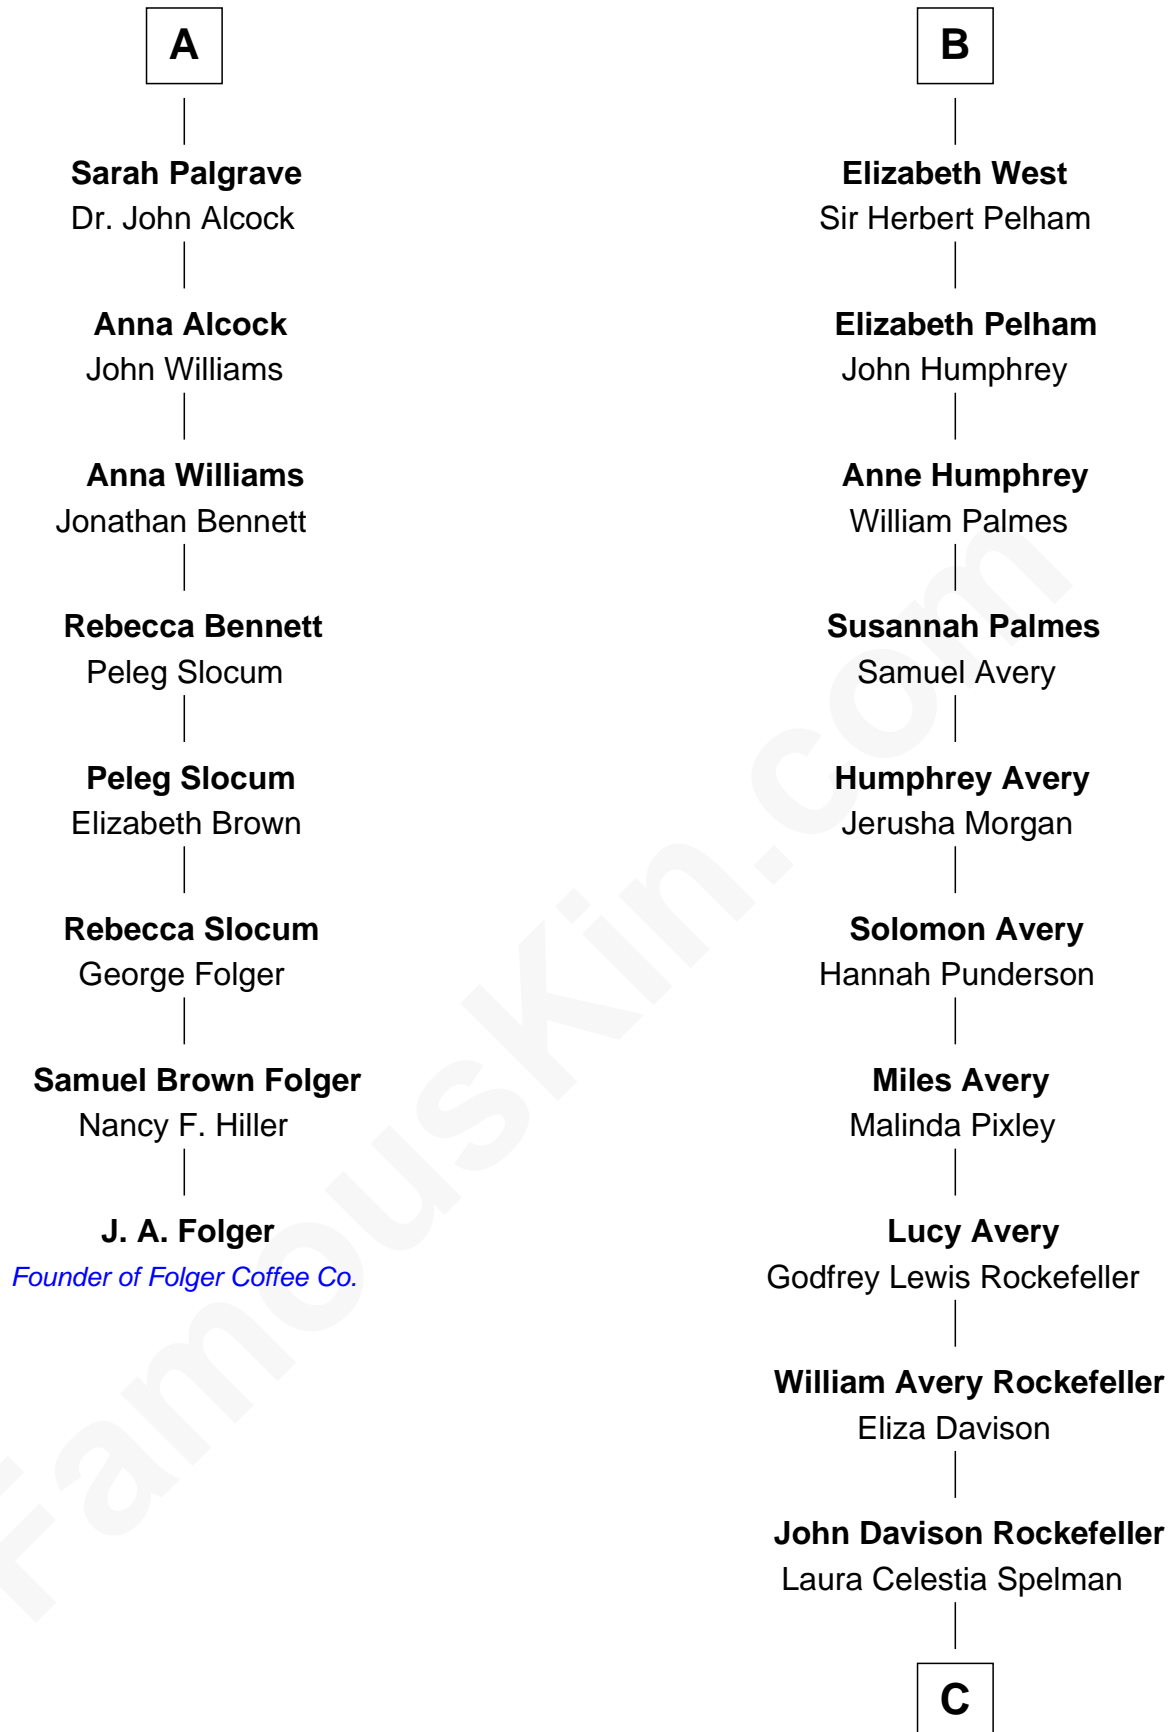 A
Sarah Palgrave
Dr. John Alcock
Anna Alcock
John Williams
Anna Williams
Jonathan Bennett
Rebecca Bennett
Peleg Slocum
Peleg Slocum
Elizabeth Brown
Rebecca Slocum
George Folger
Samuel Brown Folger
Nancy F. Hiller
J. A. Folger
Founder of Folger Coffee Co.
B
Elizabeth West
Sir Herbert Pelham
Elizabeth Pelham
John Humphrey
Anne Humphrey
William Palmes
Susannah Palmes
Samuel Avery
Humphrey Avery
Jerusha Morgan
Solomon Avery
Hannah Punderson
Miles Avery
Malinda Pixley
Lucy Avery
Godfrey Lewis Rockefeller
William Avery Rockefeller
Eliza Davison
John Davison Rockefeller
Laura Celestia Spelman
C
FamousKin.com